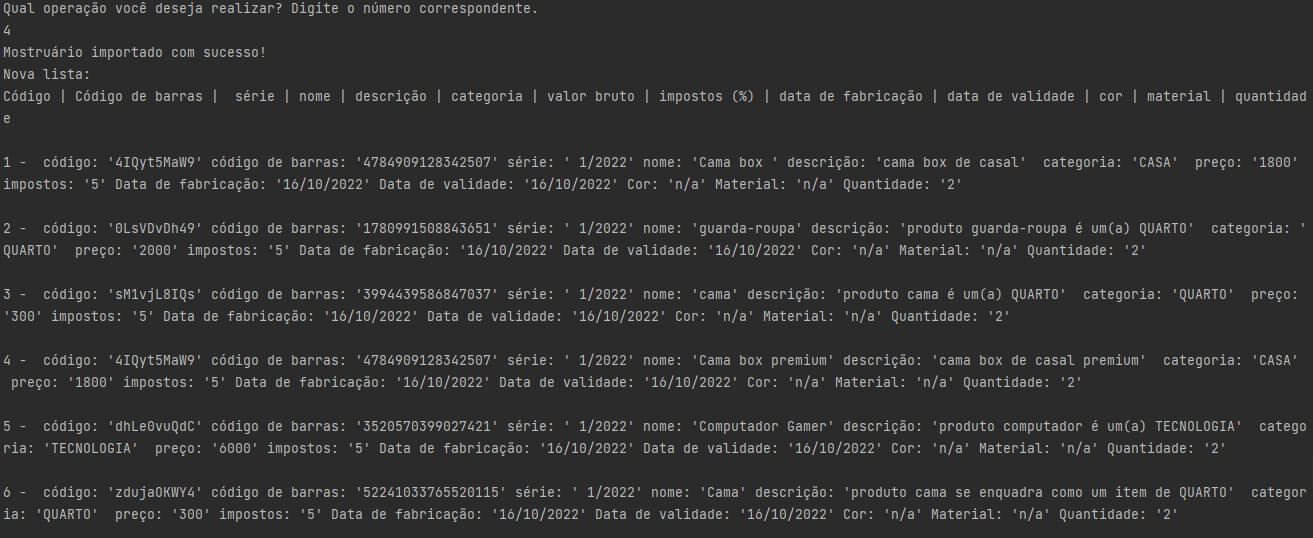 Qual operação você deseja realizar? Digite o número correspondente.
4
Mostruário importado com sucesso!
Nova lista:
Código | Código de barras |  série | nome | descrição | categoria | valor bruto | impostos (%) | data de fabricação | data de validade | cor | material | quantidad
e
1 -  código: '4IQyt5MaW9' código de barras: '4784909128342507' série: ' 1/2022' nome: 'Cama box ' descrição: 'cama box de casal'  categoria: 'CASA'  preço: '1800'
impostos: '5' Data de fabricação: '16/10/2022' Data de validade: '16/10/2022' Cor: 'n/a' Material: 'n/a' Quantidade: '2'
2 -  código: '0LsVDvDh49' código de barras: '1780991508843651' série: ' 1/2022' nome: 'guarda-roupa' descrição: 'produto guarda-roupa é um(a) QUARTO'  categoria: '
QUARTO'  preço: '2000' impostos: '5' Data de fabricação: '16/10/2022' Data de validade: '16/10/2022' Cor: 'n/a' Material: 'n/a' Quantidade: '2'
3 -  código: 'sM1vjL8IQs' código de barras: '3994439586847037' série: ' 1/2022' nome: 'cama' descrição: 'produto cama é um(a) QUARTO'  categoria: 'QUARTO'  preço:
'300' impostos: '5' Data de fabricação: '16/10/2022' Data de validade: '16/10/2022' Cor: 'n/a' Material: 'n/a' Quantidade: '2'
4 -  código: '4IQyt5MaW9' código de barras: '4784909128342507' série: ' 1/2022' nome: 'Cama box premium' descrição: 'cama box de casal premium'  categoria: 'CASA'
 preço: '1800' impostos: '5' Data de fabricação: '16/10/2022' Data de validade: '16/10/2022' Cor: 'n/a' Material: 'n/a' Quantidade: '2'
5 -  código: 'dhLe0vuQdC' código de barras: '3520570399027421' série: ' 1/2022' nome: 'Computador Gamer' descrição: 'produto computador é um(a) TECNOLOGIA'  catego
ria: 'TECNOLOGIA'  preço: '6000' impostos: '5' Data de fabricação: '16/10/2022' Data de validade: '16/10/2022' Cor: 'n/a' Material: 'n/a' Quantidade: '2'
6 -  código: 'zdujaOKWY4' código de barras: '52241033765520115' série: ' 1/2022' nome: 'Cama' descrição: 'produto cama se enquadra como um item de QUARTO'  categor
ia: 'QUARTO'  preço: '300' impostos: '5' Data de fabricação: '16/10/2022' Data de validade: '16/10/2022' Cor: 'n/a' Material: 'n/a' Quantidade: '2'